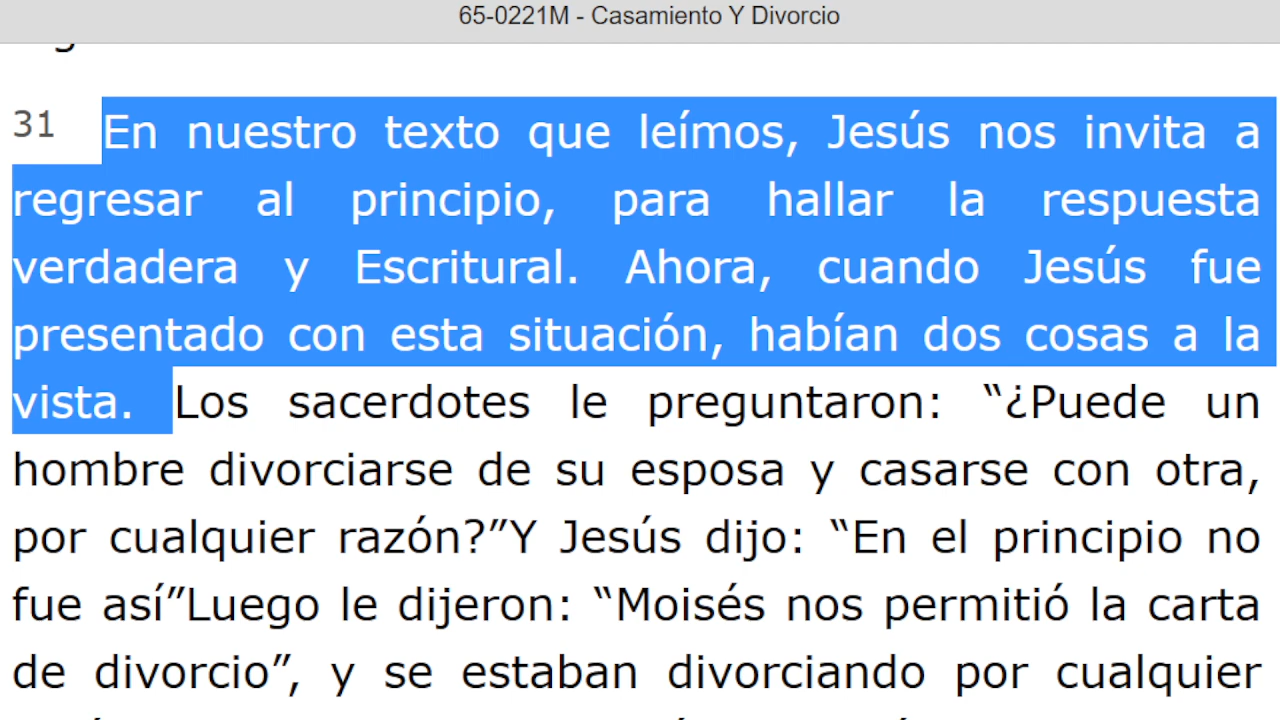 65-0221M - Casamiento Y Divorcio
31 En nuestro texto que leímos, Jesús nos invita a
regresar al principio, para hallar la respuesta
verdadera y Escritural. Ahora, cuando Jesús fue
presentado con esta situación, habían dos cosas a la
vista. Los sacerdotes le preguntaron: “¿Puede un
hombre divorciarse de su esposa y casarse con otra,
por cualquier razón?”Y Jesús dijo: “En el principio no
fue así”Luego le dijeron: “Moisés nos permitió la carta
de divorcio”, y se estaban divorciando por cualquier